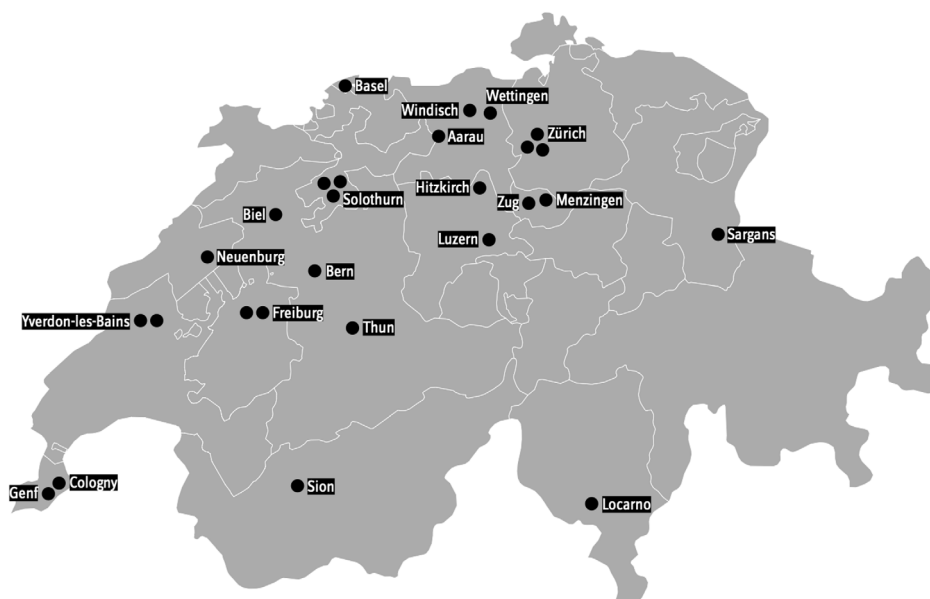 Basel
Wettingen
Windisch
Aarau
Zürich
Hitzkirch
Solothurn
Zug
Menzingen
Biel
Luzern
Sargans
Neuenburg
Bern
Freiburg
Yverdon-les-Bains
Thun
Cologny
Genf
Sion
Locarno